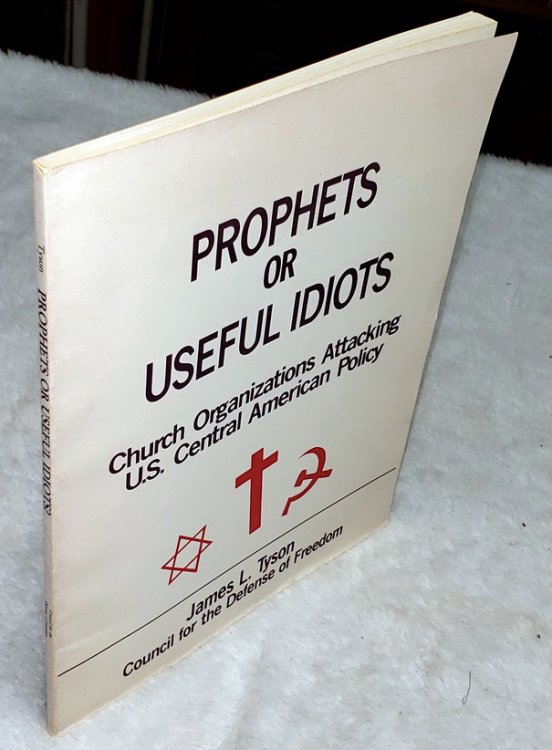 PROPHETS
OR
USEFUL IDIOTS
Church Organizations Attacking
U.S. Central American Policy
James L. Tyson
Council for the Defense of Freedom
Tyson PROPHETS OR USEFUL IDIOTS?